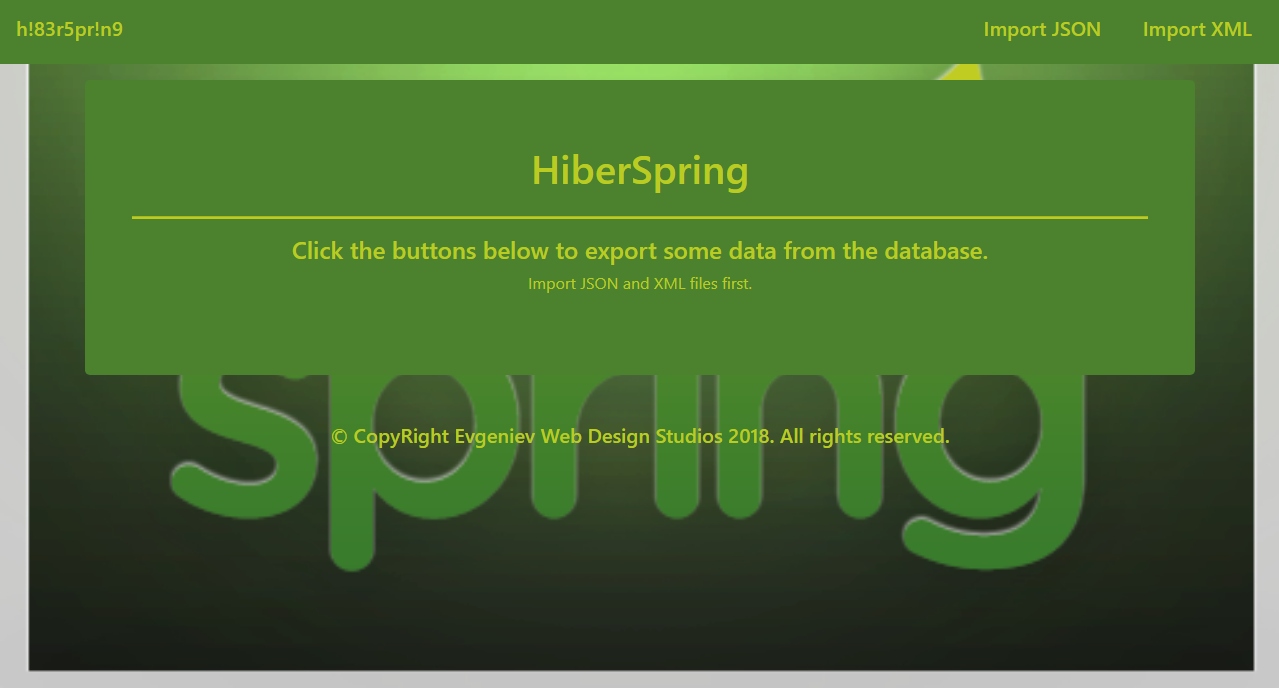 h!83r5pr!n9 Import JSON Import XML
HiberSpring
Click the buttons below to export some data from the database.
Import JSON and XML files first.
spring
© CopyRight Evgeniev Web Design Studios 2018. All rights reserved.